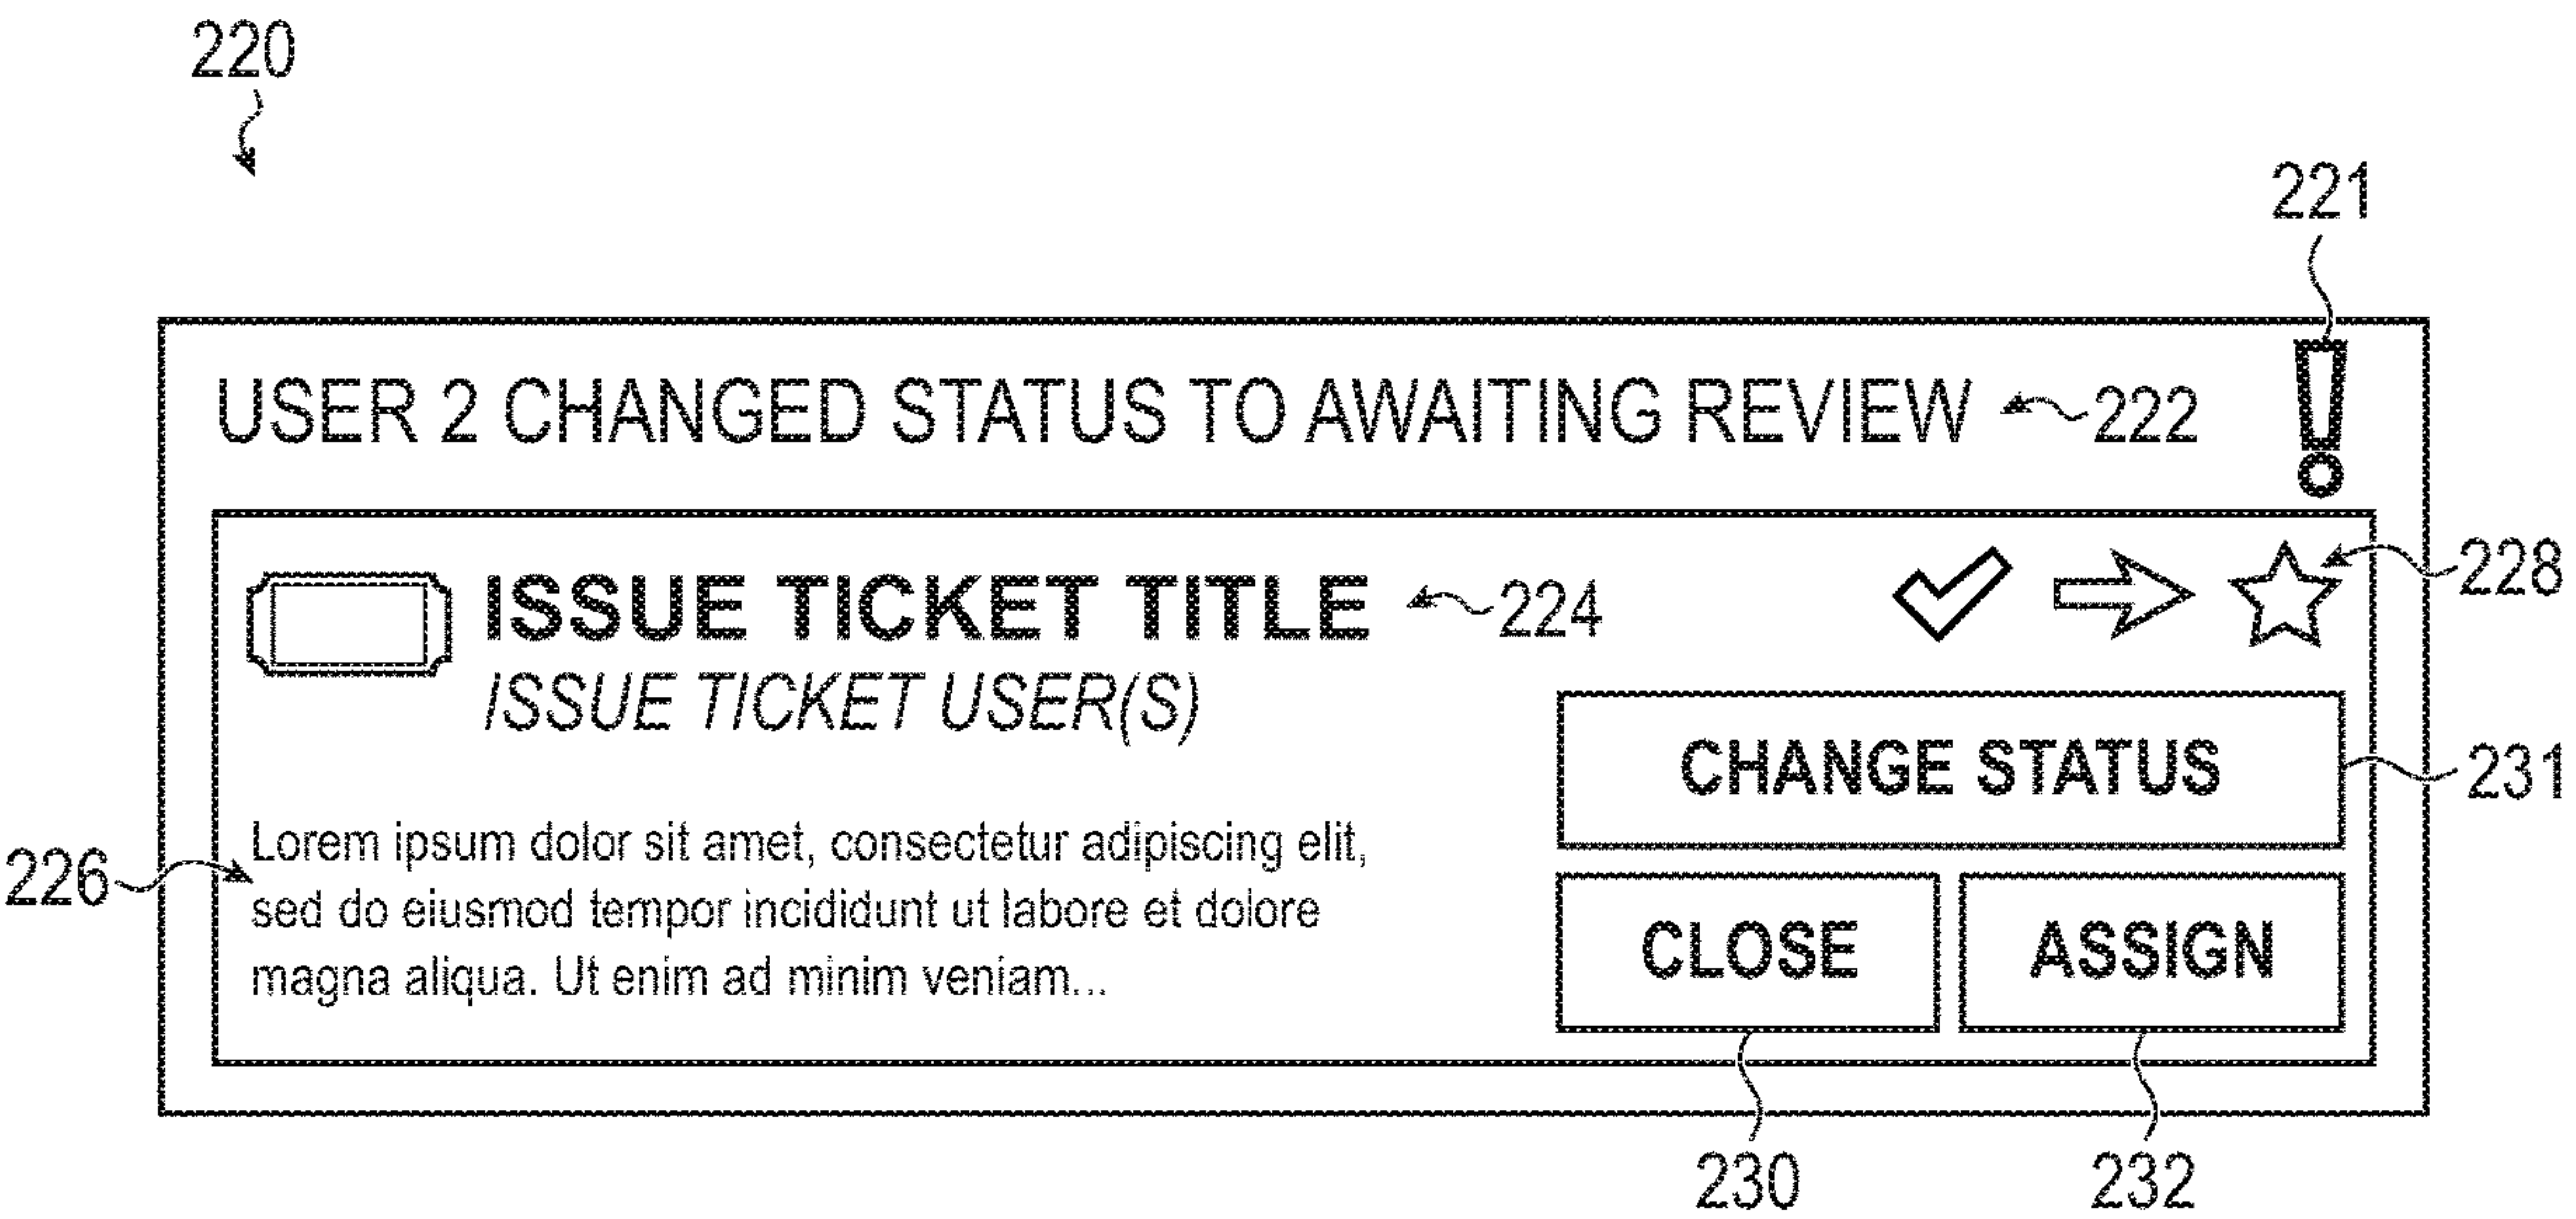 220
221
USER 2 CHANGED STATUS TO AWAITING REVIEW 222
ISSUE TICKET TITLE 224
228
ISSUE TICKET USER(S)
CHANGE STATUS
231
226
Lorem ipsum dolor sit amet, consectetur adipiscing elit,
sed do eiusmod tempor incididunt ut labore et dolore
magna aliqua. Ut enim ad minim veniam...
CLOSE
ASSIGN
230
232